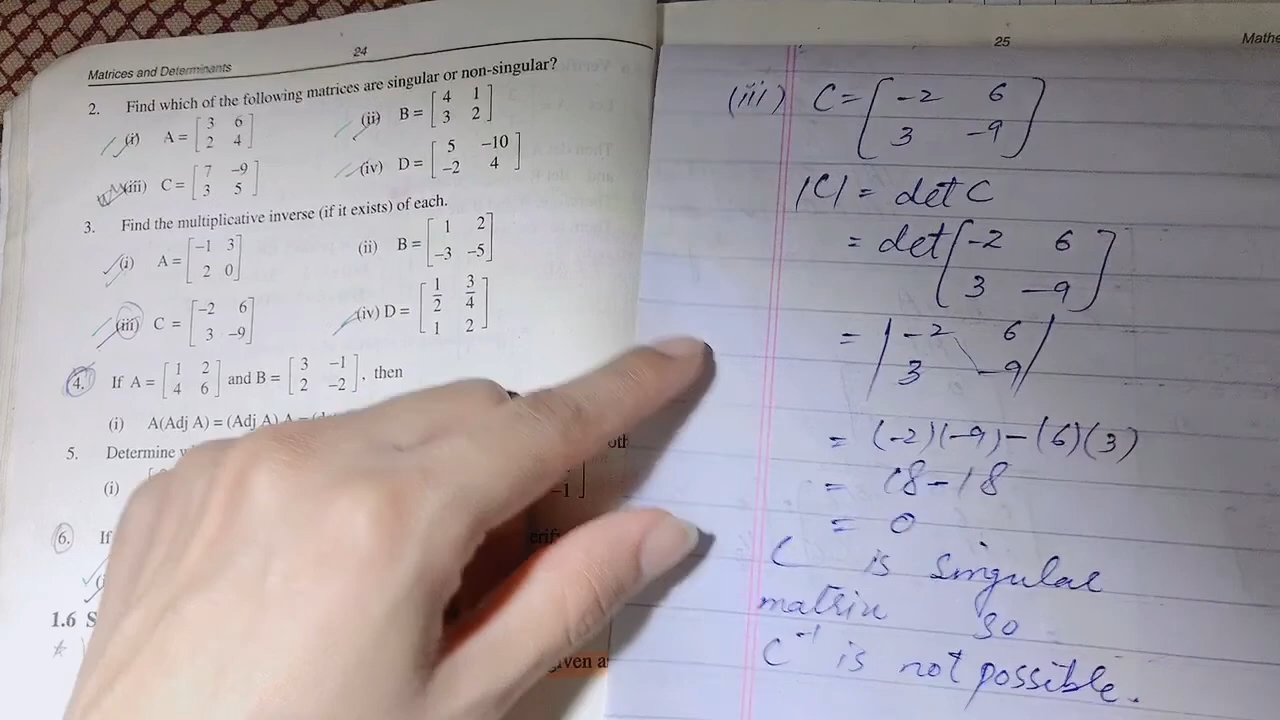 24
Matrices and Determinants
2. Find which of the following matrices are singular or non-singular?
(i) A = [3 6
2 4]
(ii) B = [4 1
3 2]
(iii) C = [7 -9
3 5]
(iv) D = [5 -10
-2 4]
3. Find the multiplicative inverse (if it exists) of each.
(i) A = [-1 3
2 0]
(ii) B = [1 2
-3 -5]
(iii) C = [-2 6
3 -9]
(iv) D = [1/2 3/4
1 2]
4. If A = [1 2
4 6] and B = [3 -1
2 -2], then
(i) A(Adj A) = (Adj A) A =
5. Determine
(i)
-1]
6. If
1.6 S
given a
25
(iii) C = [-2 6
3 -9]
|C| = det C
= det [-2 6
3 -9]
= |-2 6
3 -9|
= (-2)(-9) - (6)(3)
= 18 - 18
= 0
C is singular
matrix so
C⁻¹ is not possible.